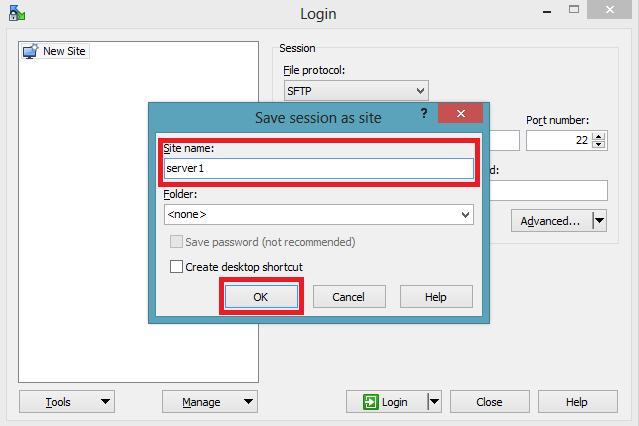 Login
New Site
Session
File protocol:
SFTP
Port number:
22
d:
Advanced...
Save session as site
?
Site name:
server1
Folder:
<none>
Save password (not recommended)
Create desktop shortcut
OK
Cancel
Help
Tools
Manage
Login
Close
Help